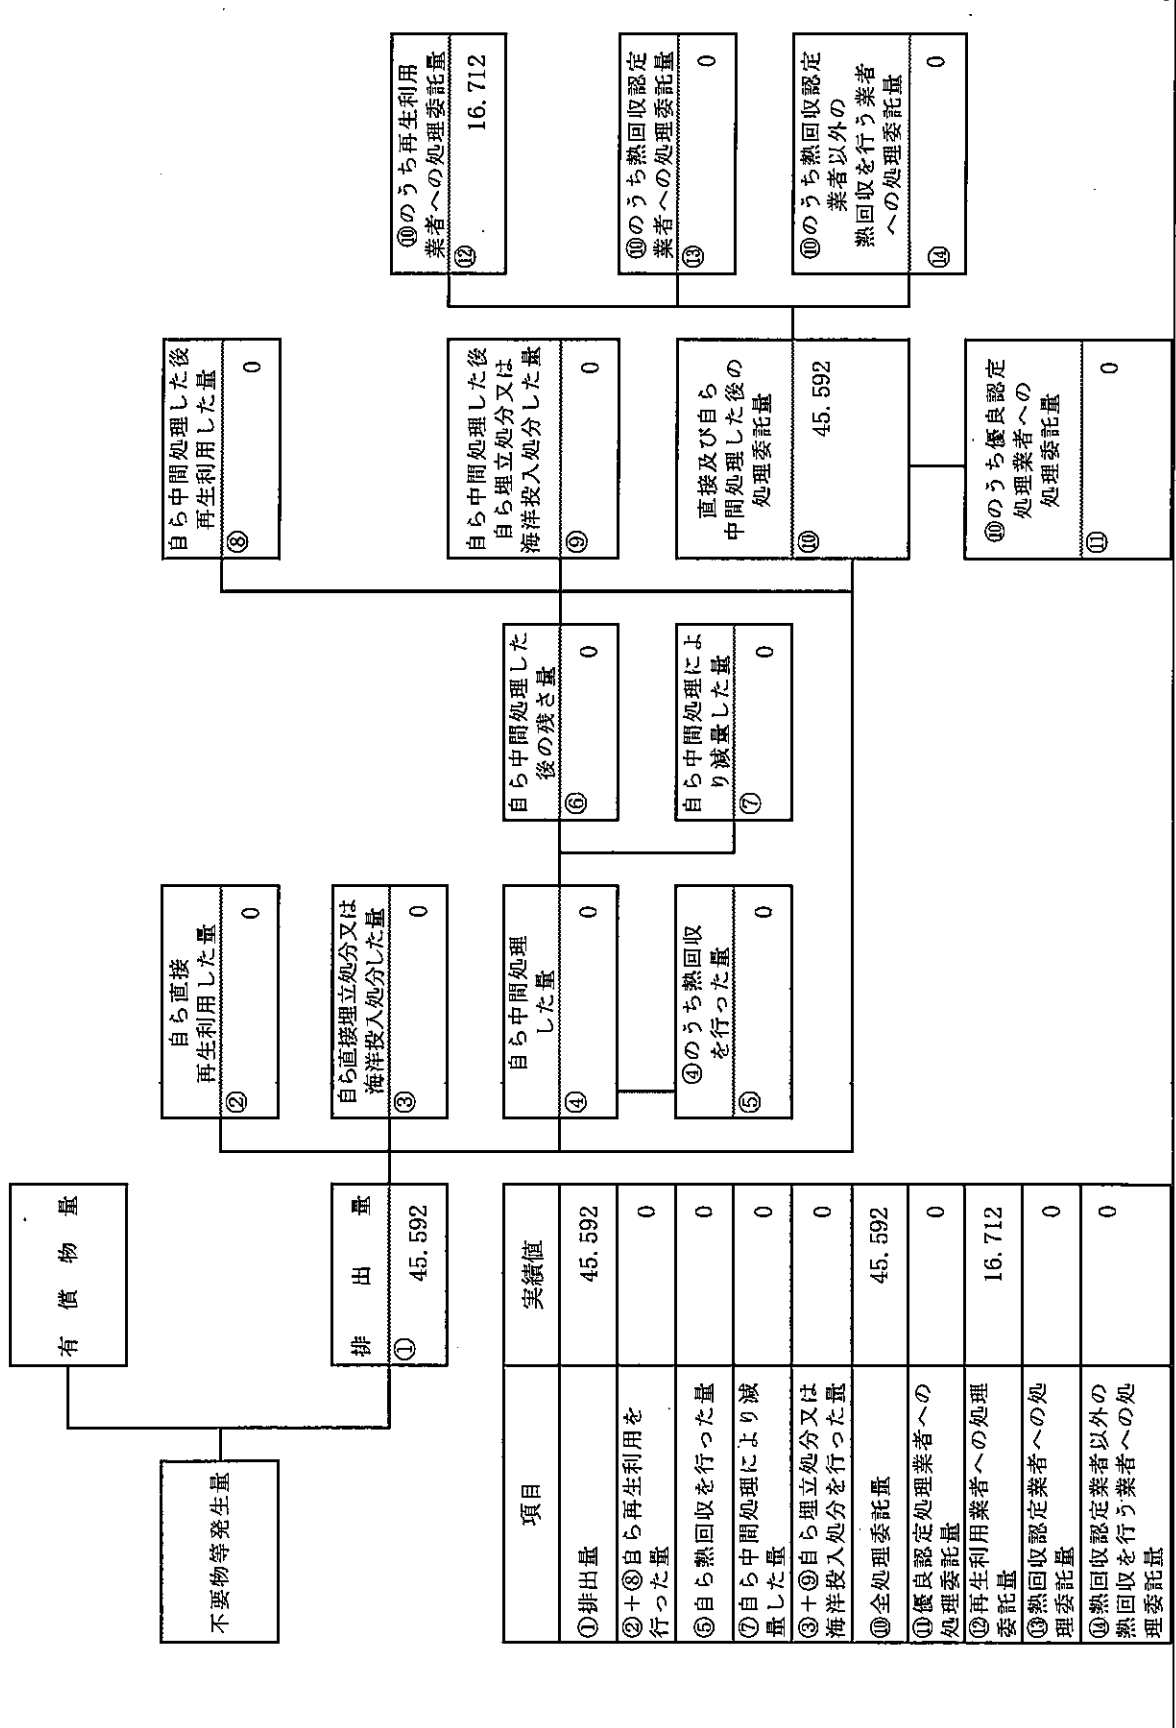 不要物等発生量
有償物量
排出量
① 45.592
自ら直接
再生利用した量
② 0
自ら直接埋立処分又は
海洋投入処分した量
③ 0
自ら中間処理
した量
④ 0
④のうち熱回収
を行った量
⑤ 0
自ら中間処理した
後の残さ量
⑥ 0
自ら中間処理によ
り減量した量
⑦ 0
自ら中間処理した後
再生利用した量
⑧ 0
自ら中間処理した後
自ら埋立処分又は
海洋投入処分した量
⑨ 0
直接及び自ら
中間処理した後の
処理委託量
⑩ 45.592
⑩のうち優良認定
処理業者への
処理委託量
⑪ 0
⑩のうち再生利用
業者への処理委託量
⑫ 16.712
⑩のうち熱回収認定
業者への処理委託量
⑬ 0
⑩のうち熱回収認定
業者以外の
熱回収を行う業者
への処理委託量
⑭ 0
項目 実績値
①排出量 45.592
②+⑧自ら再生利用を
行った量 0
⑤自ら熱回収を行った量 0
⑦自ら中間処理により減
量した量 0
③+⑨自ら埋立処分又は
海洋投入処分を行った量 0
⑩全処理委託量 45.592
⑪優良認定処理業者への
処理委託量 0
⑫再生利用業者への処理
委託量 16.712
⑬熱回収認定業者への処
理委託量 0
⑭熱回収認定業者以外の
熱回収を行う業者への処
理委託量 0